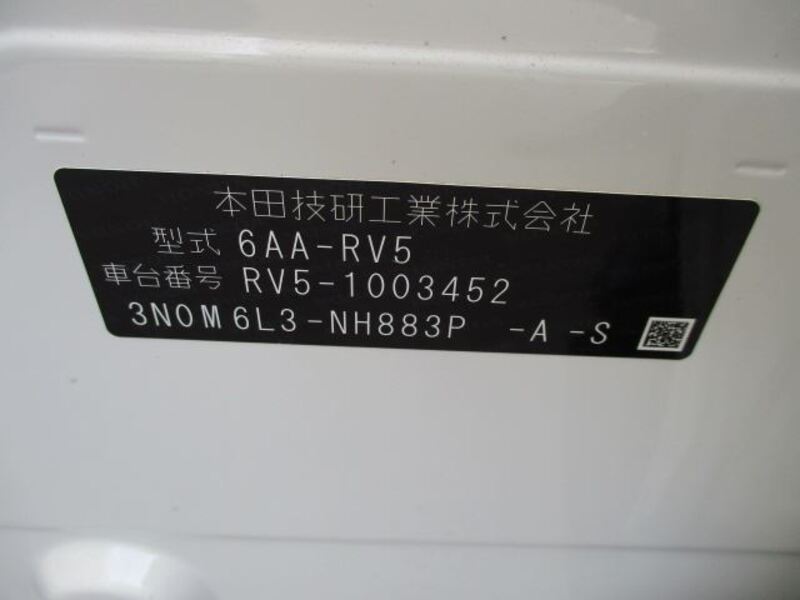 本田技研工業株式会社
型式 6AA-RV5
車台番号 RV5-1003452
3N0M6L3-NH883P -A -S